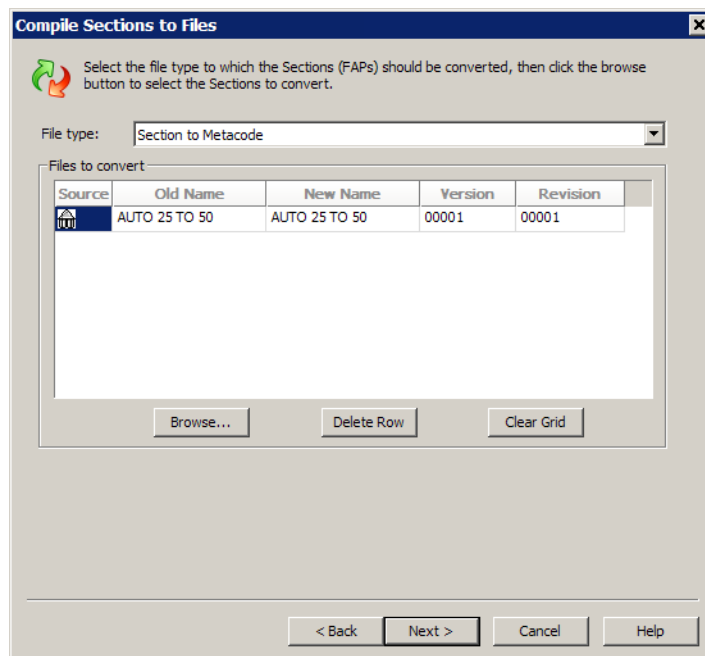 Compile Sections to Files
Select the file type to which the Sections (FAPs) should be converted, then click the browse
button to select the Sections to convert.
File type: Section to Metacode
Files to convert
Source Old Name New Name Version Revision
AUTO 25 TO 50 AUTO 25 TO 50 00001 00001
Browse... Delete Row Clear Grid
< Back Next > Cancel Help